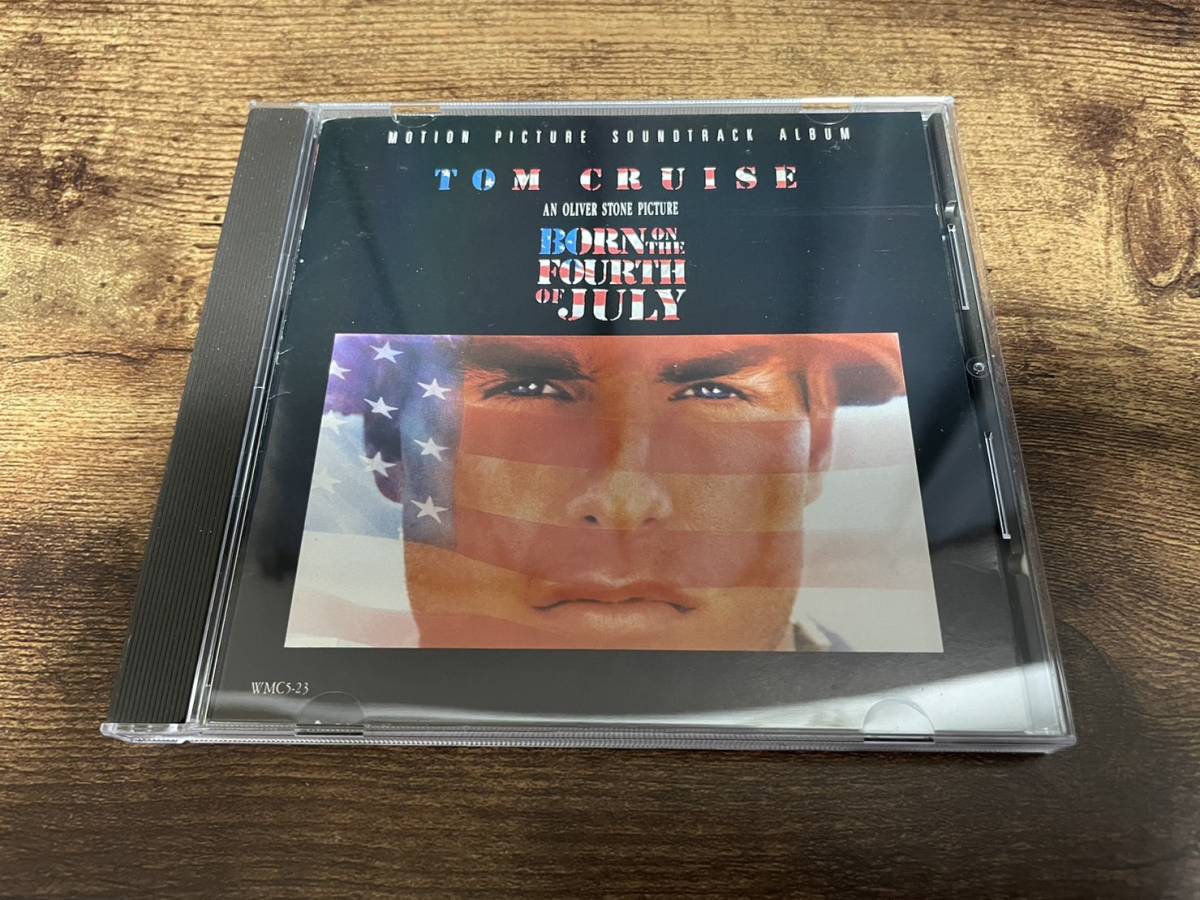 MOTION PICTURE SOUNDTRACK ALBUM
TOM CRUISE
AN OLIVER STONE PICTURE
BORN ON THE
FOURTH
OF JULY
WMC5-23